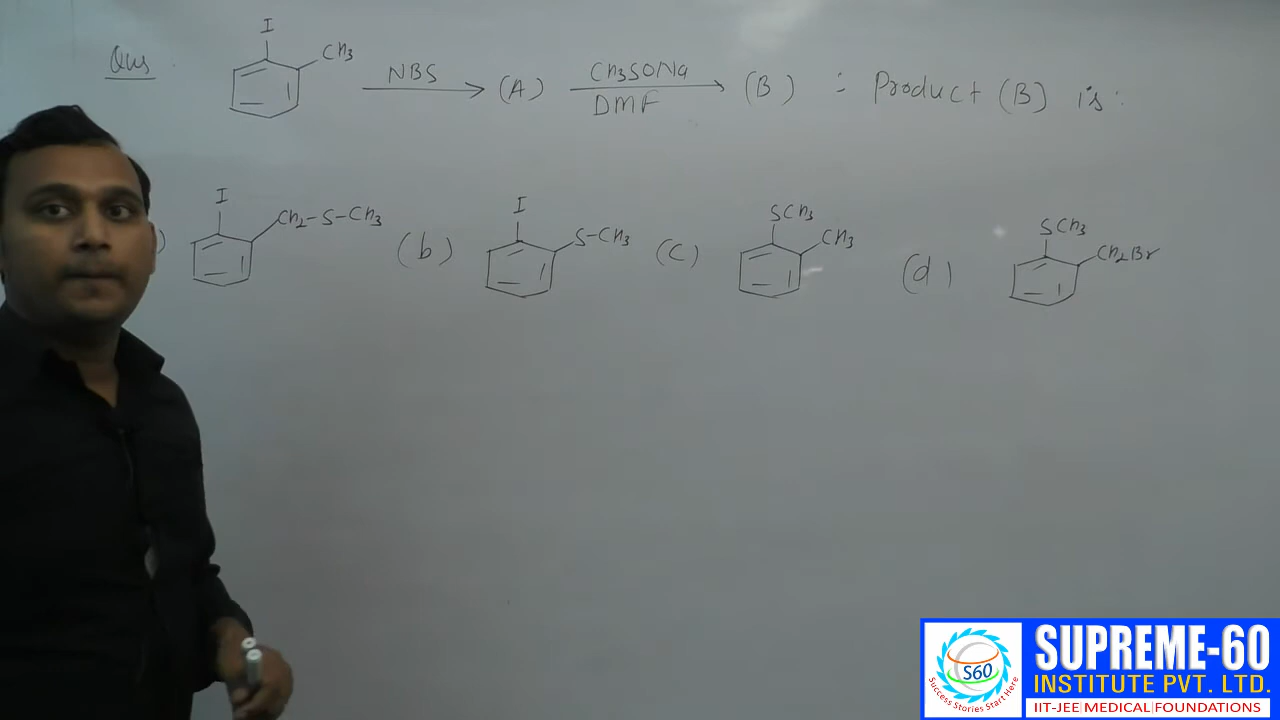 Qus.
I
CH3
NBS
(A)
CH3SONa
DMF
(B) : Product (B) is:
)
I
CH2-S-CH3
(b)
I
S-CH3
(c)
SCH3
CH3
(d)
SCH3
CH2Br
S60
Success Stories Start Here
SUPREME-60
INSTITUTE PVT. LTD.
IIT-JEE MEDICAL FOUNDATIONS